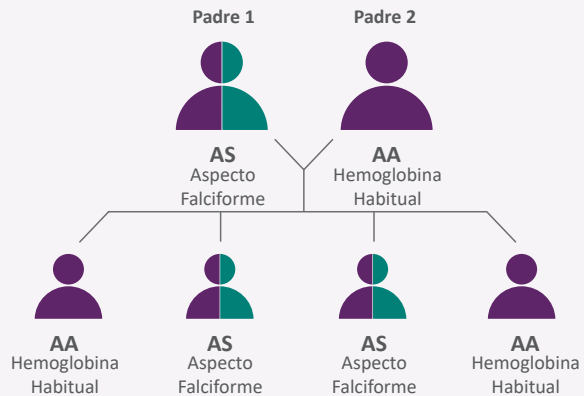 Padre 1
Padre 2
AS
Aspecto
Falciforme
AA
Hemoglobina
Habitual
AA
Hemoglobina
Habitual
AS
Aspecto
Falciforme
AS
Aspecto
Falciforme
AA
Hemoglobina
Habitual